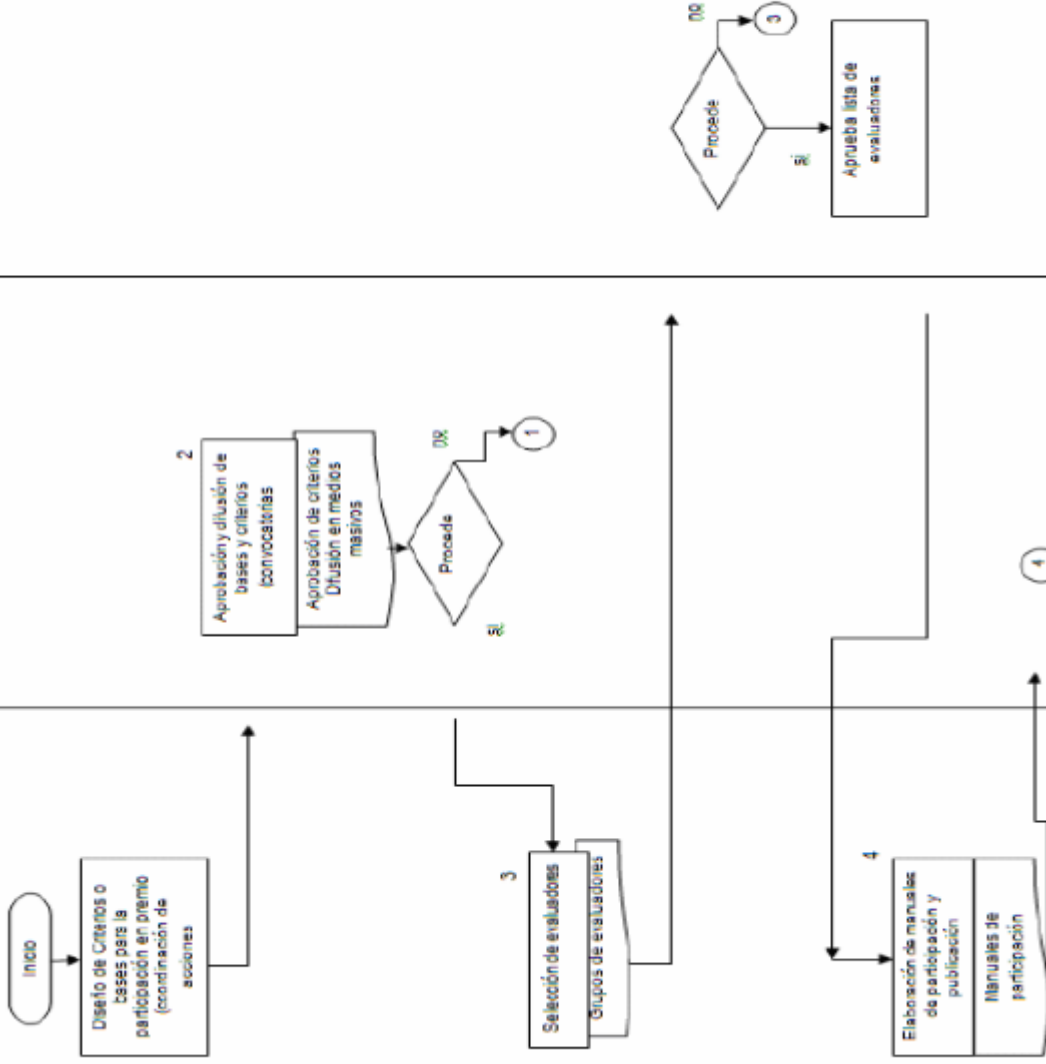 Inicio
Diseño de Criterios o
bases para la
participación en premio
(coordinación de
acciones
2
Aprobación y difusión de
bases y criterios
(convocatorias
Aprobación de criterios
Difusión en medios
masivos
Procede
no
1
si
3
Selección de evaluadores
Grupos de evaluadores
Procede
no
3
si
Aprueba lista de
evaluadores
4
Elaboración de manuales
de participación y
publicación
Manuales de
participación
4